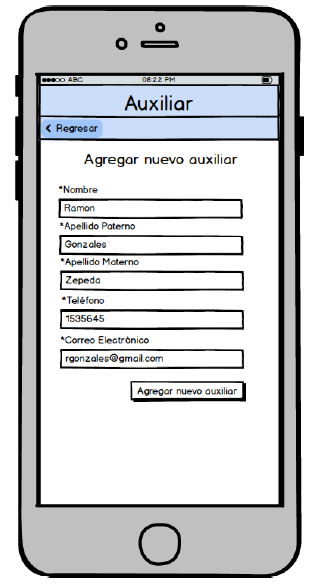 ABC 08:22 PM
Auxiliar
Regresar
Agregar nuevo auxiliar
*Nombre
Ramon
*Apellido Paterno
Gonzales
*Apellido Materno
Zepeda
*Teléfono
1535645
*Correo Electrónico
rgonzales@gmail.com
Agregar nuevo auxiliar